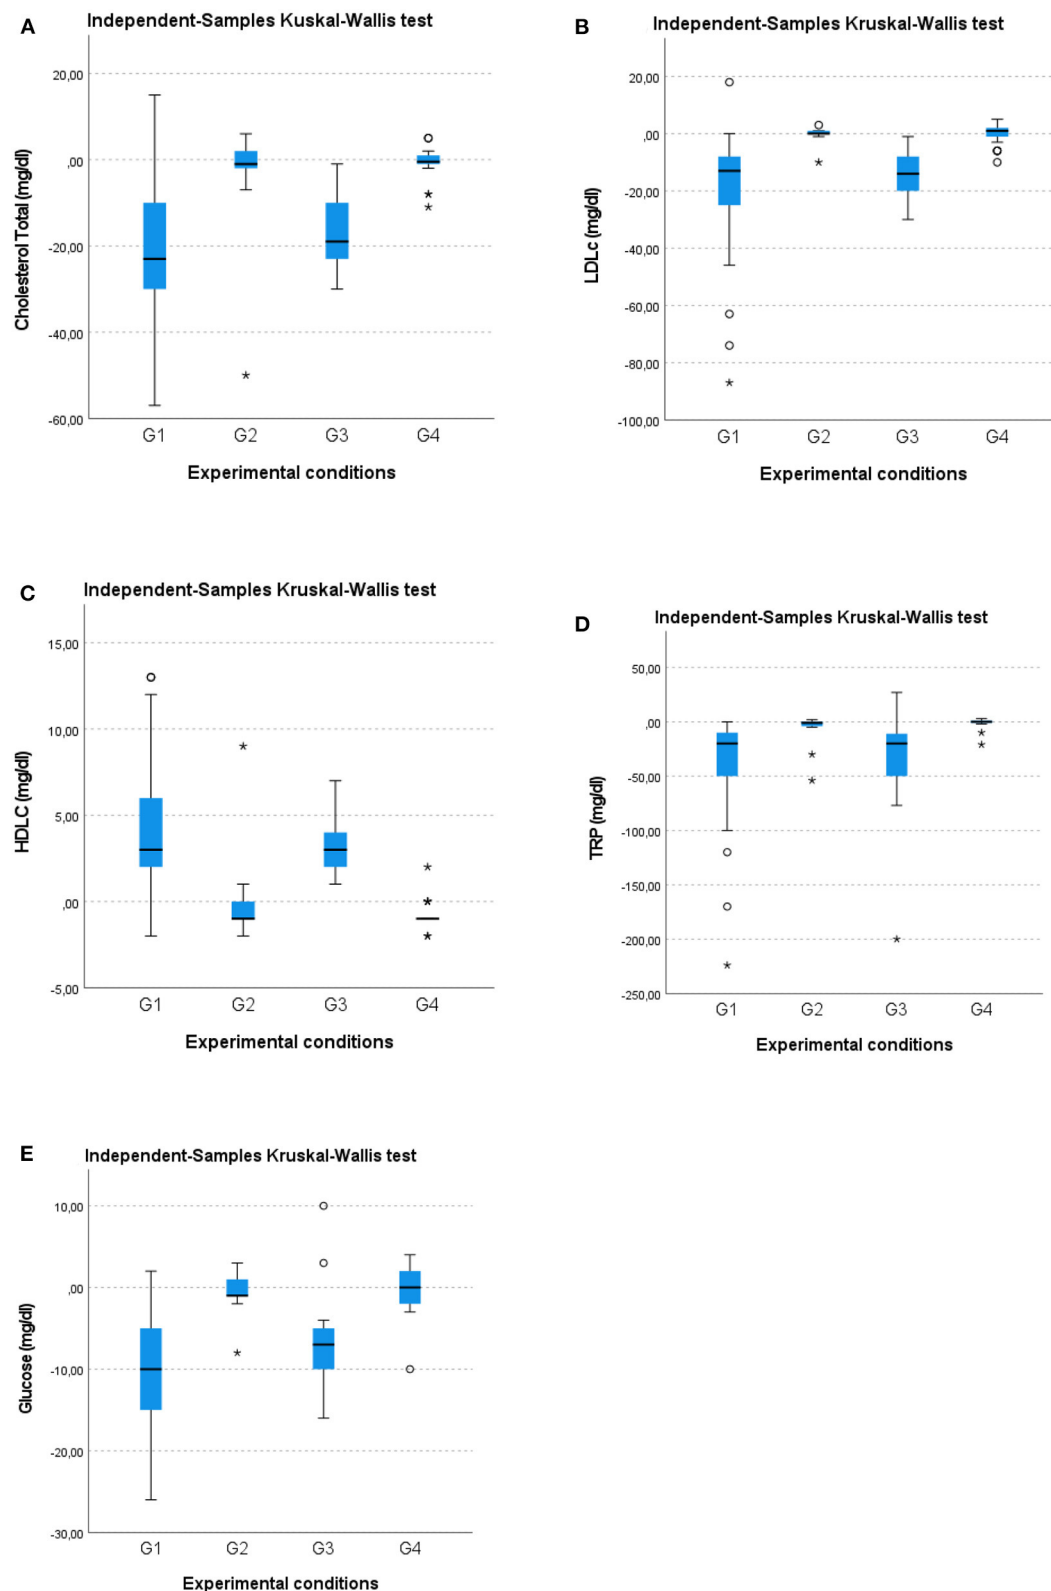 A
Independent-Samples Kuskal-Wallis test
20,00
,00
-20,00
-40,00
-60,00
Cholesterol Total (mg/dl)
G1 G2 G3 G4
Experimental conditions
B
Independent-Samples Kruskal-Wallis test
20,00
,00
-20,00
-40,00
-60,00
-80,00
-100,00
LDLc (mg/dl)
G1 G2 G3 G4
Experimental conditions
C
Independent-Samples Kruskal-Wallis test
15,00
10,00
5,00
,00
-5,00
HDLC (mg/dl)
G1 G2 G3 G4
Experimental conditions
D
Independent-Samples Kruskal-Wallis test
50,00
,00
-50,00
-100,00
-150,00
-200,00
-250,00
TRP (mg/dl)
G1 G2 G3 G4
Experimental conditions
E
Independent-Samples Kruskal-Wallis test
10,00
,00
-10,00
-20,00
-30,00
Glucose (mg/dl)
G1 G2 G3 G4
Experimental conditions